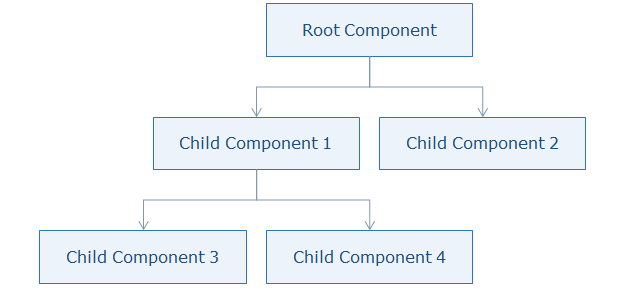 Root Component
Child Component 1
Child Component 2
Child Component 3
Child Component 4